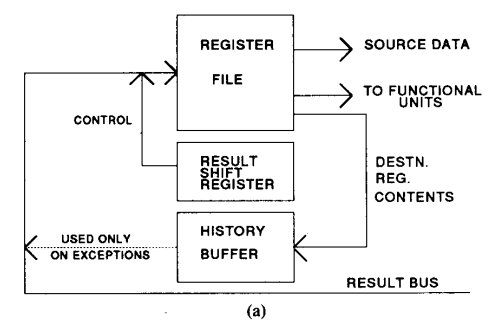 REGISTER
FILE
SOURCE DATA
TO FUNCTIONAL
UNITS
CONTROL
RESULT
SHIFT
REGISTER
DESTN.
REG.
CONTENTS
HISTORY
BUFFER
USED ONLY
ON EXCEPTIONS
RESULT BUS
(a)